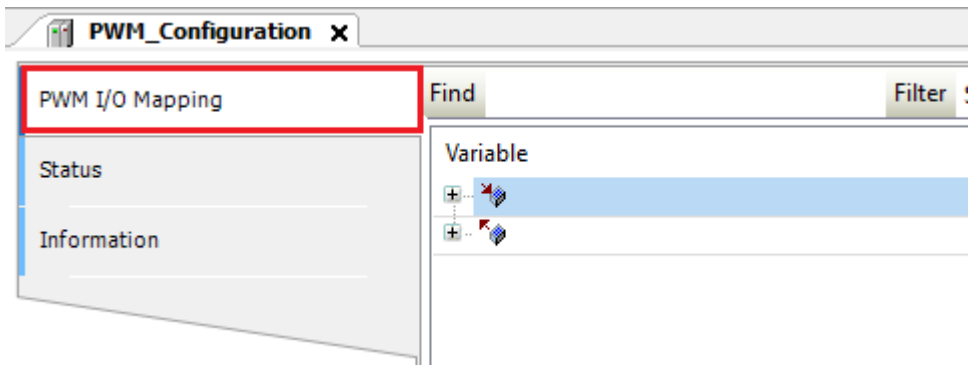 PWM_Configuration
PWM I/O Mapping
Find
Filter
Status
Variable
Information